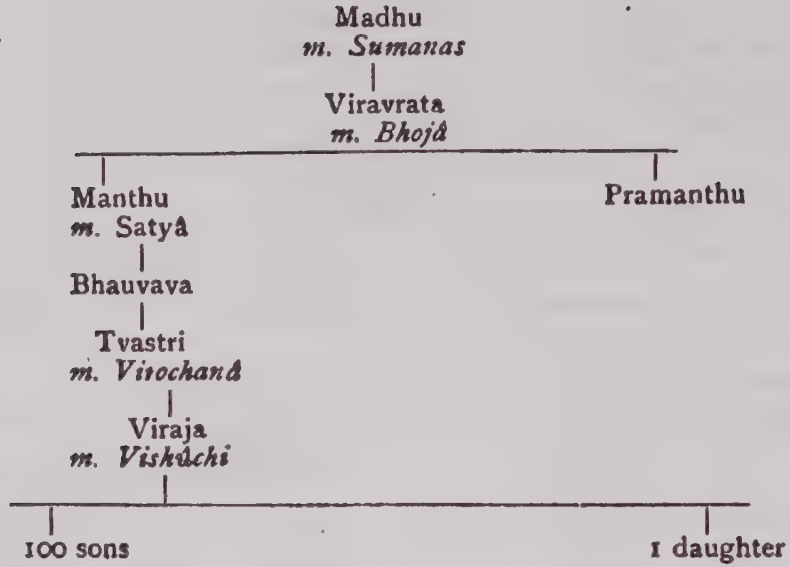 Madhu
m. Sumanas
Viravrata
m. Bhojâ
Manthu
m. Satyâ
Pramanthu
Bhauvava
Tvastri
m. Virochanâ
Viraja
m. Vishûchi
100 sons
1 daughter